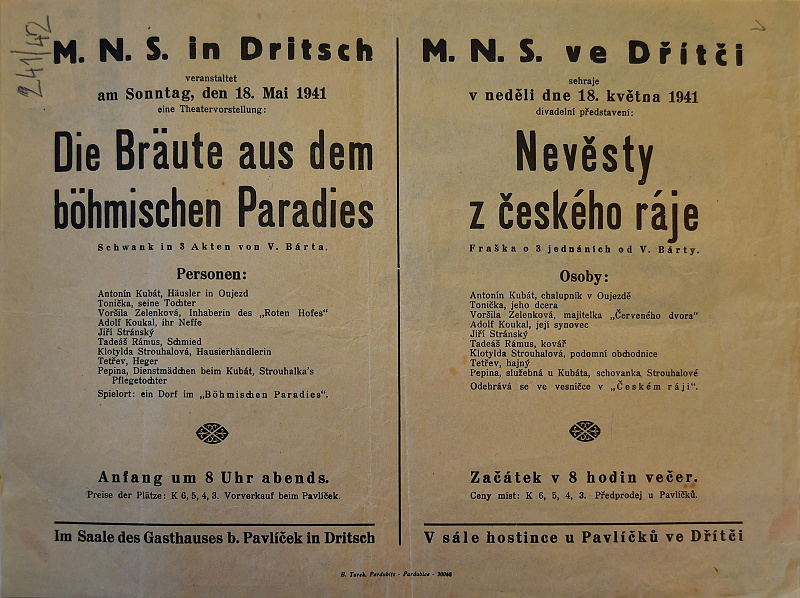 241/42
M. N. S. in Dritsch
veranstaltet
am Sonntag, den 18. Mai 1941
eine Theatervorstellung:
Die Bräute aus dem
böhmischen Paradies
Schwank in 3 Akten von V. Bárta.
Personen:
Antonín Kubát, Häusler in Oujezd
Tonička, seine Tochter
Voršila Zelenková, Inhaberin des „Roten Hofes"
Adolf Koukal, ihr Neffe
Jiří Stránský
Tadeáš Rámus, Schmied
Klotylda Strouhalová, Hausierhändlerin
Tetřev, Heger
Pepina, Dienstmädchen beim Kubát, Strouhalka's
Pflegetochter
Spielort: ein Dorf im „Böhmischen Paradies".
Anfang um 8 Uhr abends.
Preise der Plätze: K 6, 5, 4, 3. Vorverkauf beim Pavlíček.
Im Saale des Gasthauses b. Pavlíček in Dritsch
M. N. S. ve Dřítči
sehraje
v neděli dne 18. května 1941
divadelní představení:
Nevěsty
z českého ráje
Fraška o 3 jednáních od V. Bárty.
Osoby:
Antonín Kubát, chalupník v Oujezdě
Tonička, jeho dcera
Voršila Zelenková, majitelka „Červeného dvora"
Adolf Koukal, její synovec
Jiří Stránský
Tadeáš Rámus, kovář
Klotylda Strouhalová, podomní obchodnice
Tetřev, hajný
Pepina, služebná u Kubáta, schovanka Strouhalové
Odehrává se ve vesničce v „Českém ráji".
Začátek v 8 hodin večer.
Ceny míst: K 6, 5, 4, 3. Předprodej u Pavlíčků.
V sále hostince u Pavlíčků ve Dřítči
B. Turek, Pardubitz - Pardubice - 30066